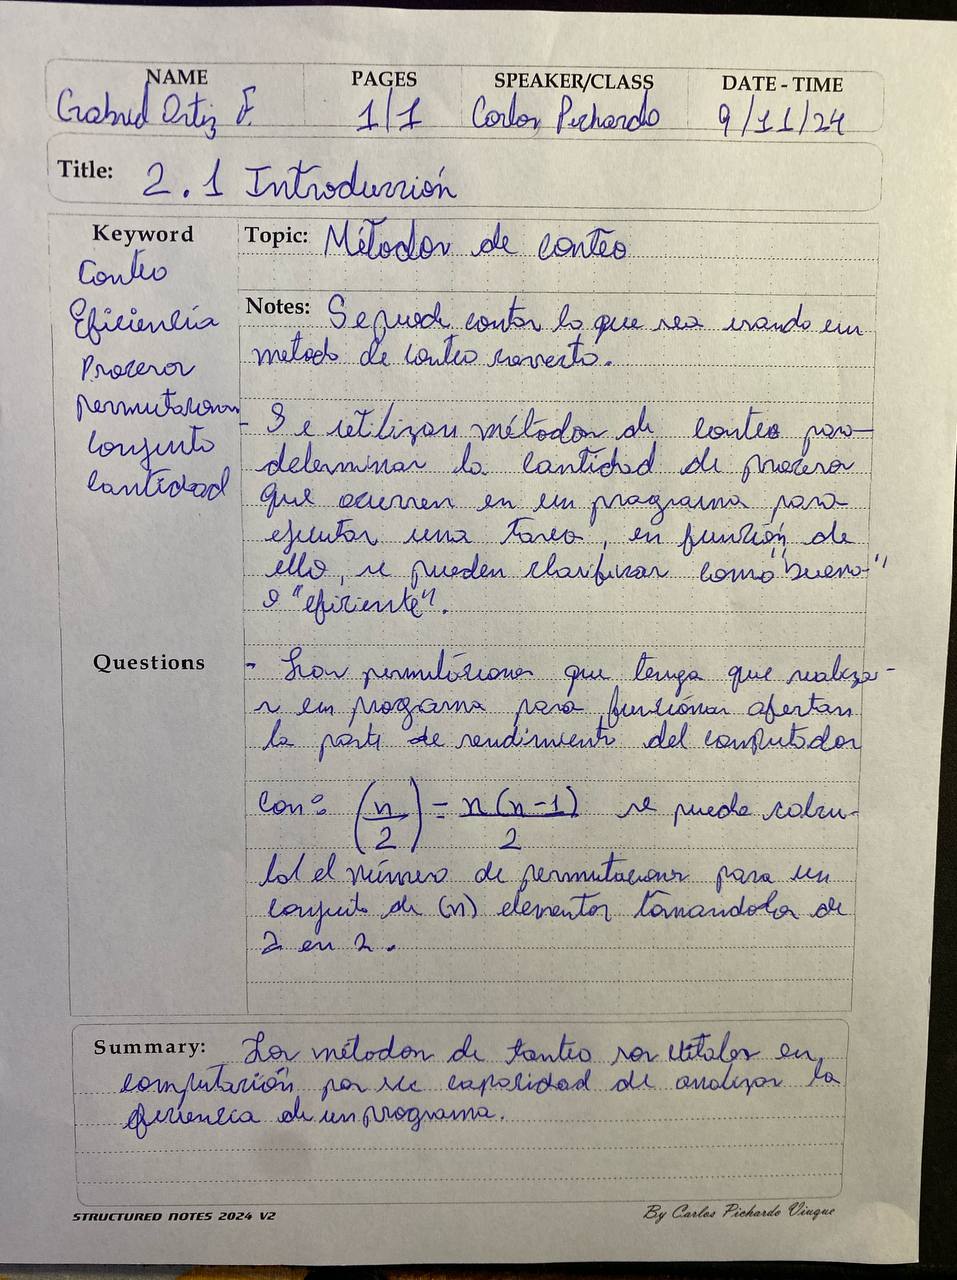 NAME PAGES SPEAKER/CLASS DATE - TIME
Gabriel Ortiz F. 1/1 Carlos Pichardo 9/11/24
Title: 2.1 Introducción
Keyword
Conteo
Eficiencia
Procesos
Permutaciones
Conjunto
Cantidad
Topic: Métodos de conteo
Notes: Se puede contar lo que sea usando un
metodo de conteo correcto.
- Se utilizan métodos de conteo para
determinar la cantidad de procesos
que ocurren en un programa para
ejecutar una tarea, en función de
ello, se pueden clasificar como "bueno"
o "eficiente".
Questions
- Las permutaciones que tenga que realiza-
r un programa para funcionar afectan
la parte de rendimiento del computador
Con: (n/2) = n(n-1)/2 se puede calcu-
lal el número de permutaciones para un
conjunto de (n) elementos tomandolos de
2 en 2.
Summary: Los métodos de conteo son vitales en
computación por su capacidad de analizar la
eficiencia de un programa.
STRUCTURED NOTES 2024 V2
By Carlos Pichardo Viuque